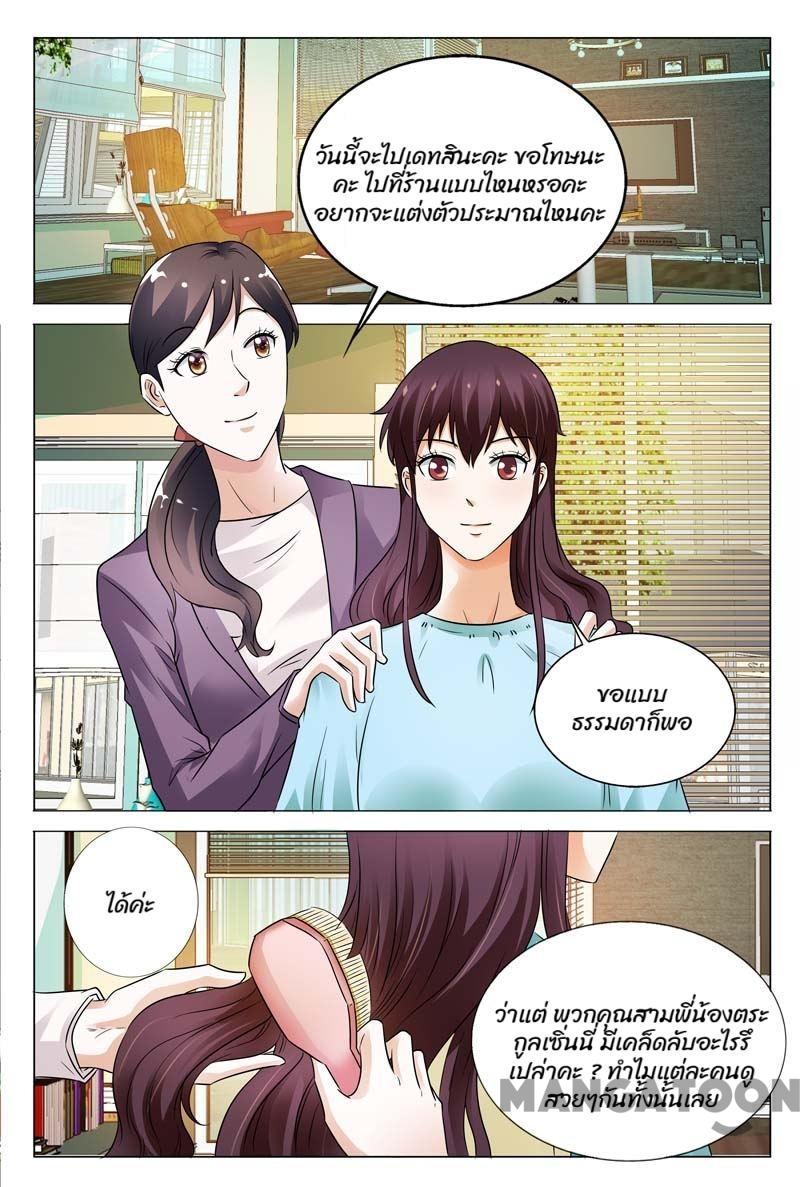 วันนี้จะไปเดทสินะคะ ขอโทษนะ
คะ ไปที่ร้านแบบไหนหรอคะ
อยากจะแต่งตัวประมาณไหนคะ
ขอแบบ
ธรรมดาก็พอ
ได้ค่ะ
ว่าแต่ พวกคุณสามพี่น้องตระ
กูลเซิ่นนี่ มีเคล็ดลับอะไรรึ
เปล่าคะ ? ทำไมแต่ละคนดู
สวยๆกันทั้งนั้นเลย
MANGATOON